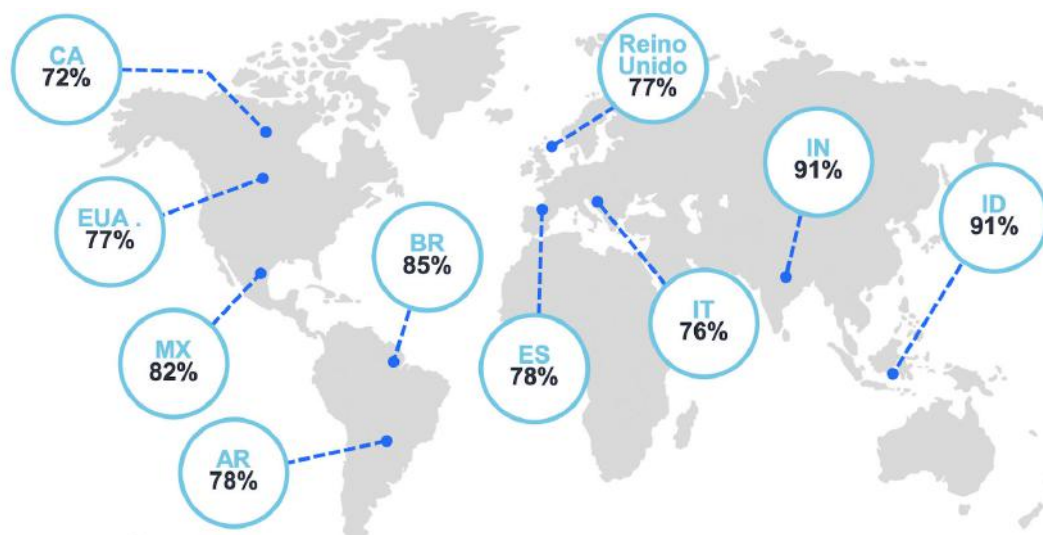 CA
72%
Reino
Unido
77%
IN
91%
EUA .
77%
BR
85%
ID
91%
MX
82%
ES
78%
IT
76%
AR
78%